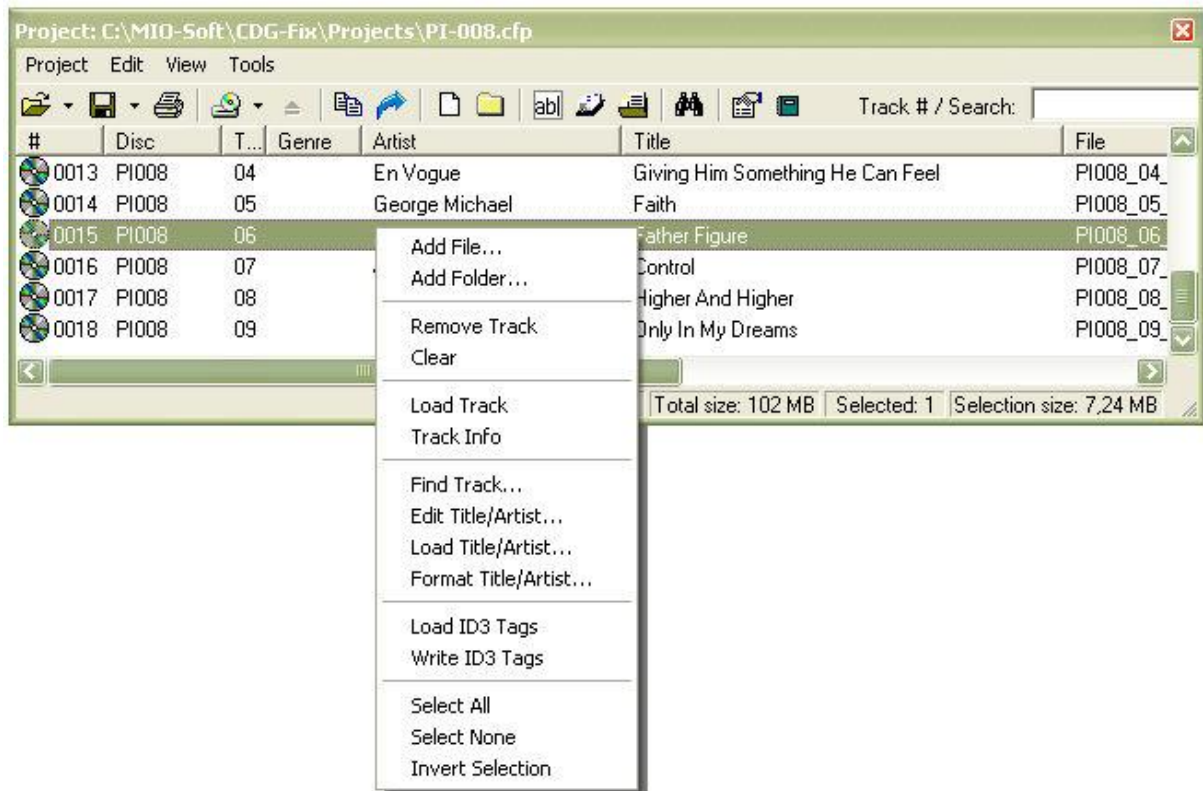 Project: C:\MIO-Soft\CDG-Fix\Projects\PI-008.cfp
Project Edit View Tools
abl Track # / Search:
# Disc T... Genre Artist Title File
0013 PI008 04 En Vogue Giving Him Something He Can Feel PI008_04_
0014 PI008 05 George Michael Faith PI008_05_
0015 PI008 06 Father Figure PI008_06_
0016 PI008 07 Control PI008_07_
0017 PI008 08 Higher And Higher PI008_08_
0018 PI008 09 Only In My Dreams PI008_09_
Total size: 102 MB Selected: 1 Selection size: 7,24 MB
Add File...
Add Folder...
Remove Track
Clear
Load Track
Track Info
Find Track...
Edit Title/Artist...
Load Title/Artist...
Format Title/Artist...
Load ID3 Tags
Write ID3 Tags
Select All
Select None
Invert Selection